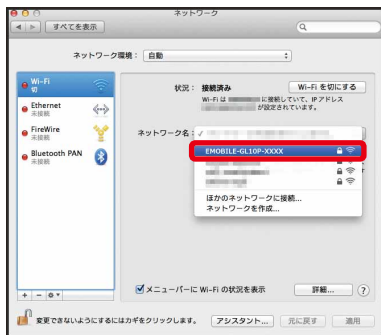 ネットワーク
すべてを表示
ネットワーク環境： 自動
Wi-Fi
切
Ethernet
未接続
FireWire
未接続
Bluetooth PAN
未接続
状況： 接続済み
Wi-Fi を切にする
Wi-Fi は に接続していて、IP アドレス
が設定されています。
ネットワーク名：
EMOBILE-GL10P-XXXX
ほかのネットワークに接続...
ネットワークを作成...
メニューバーに Wi-Fi の状況を表示
詳細...
?
変更できないようにするにはカギをクリックします。
アシスタント...
元に戻す
適用